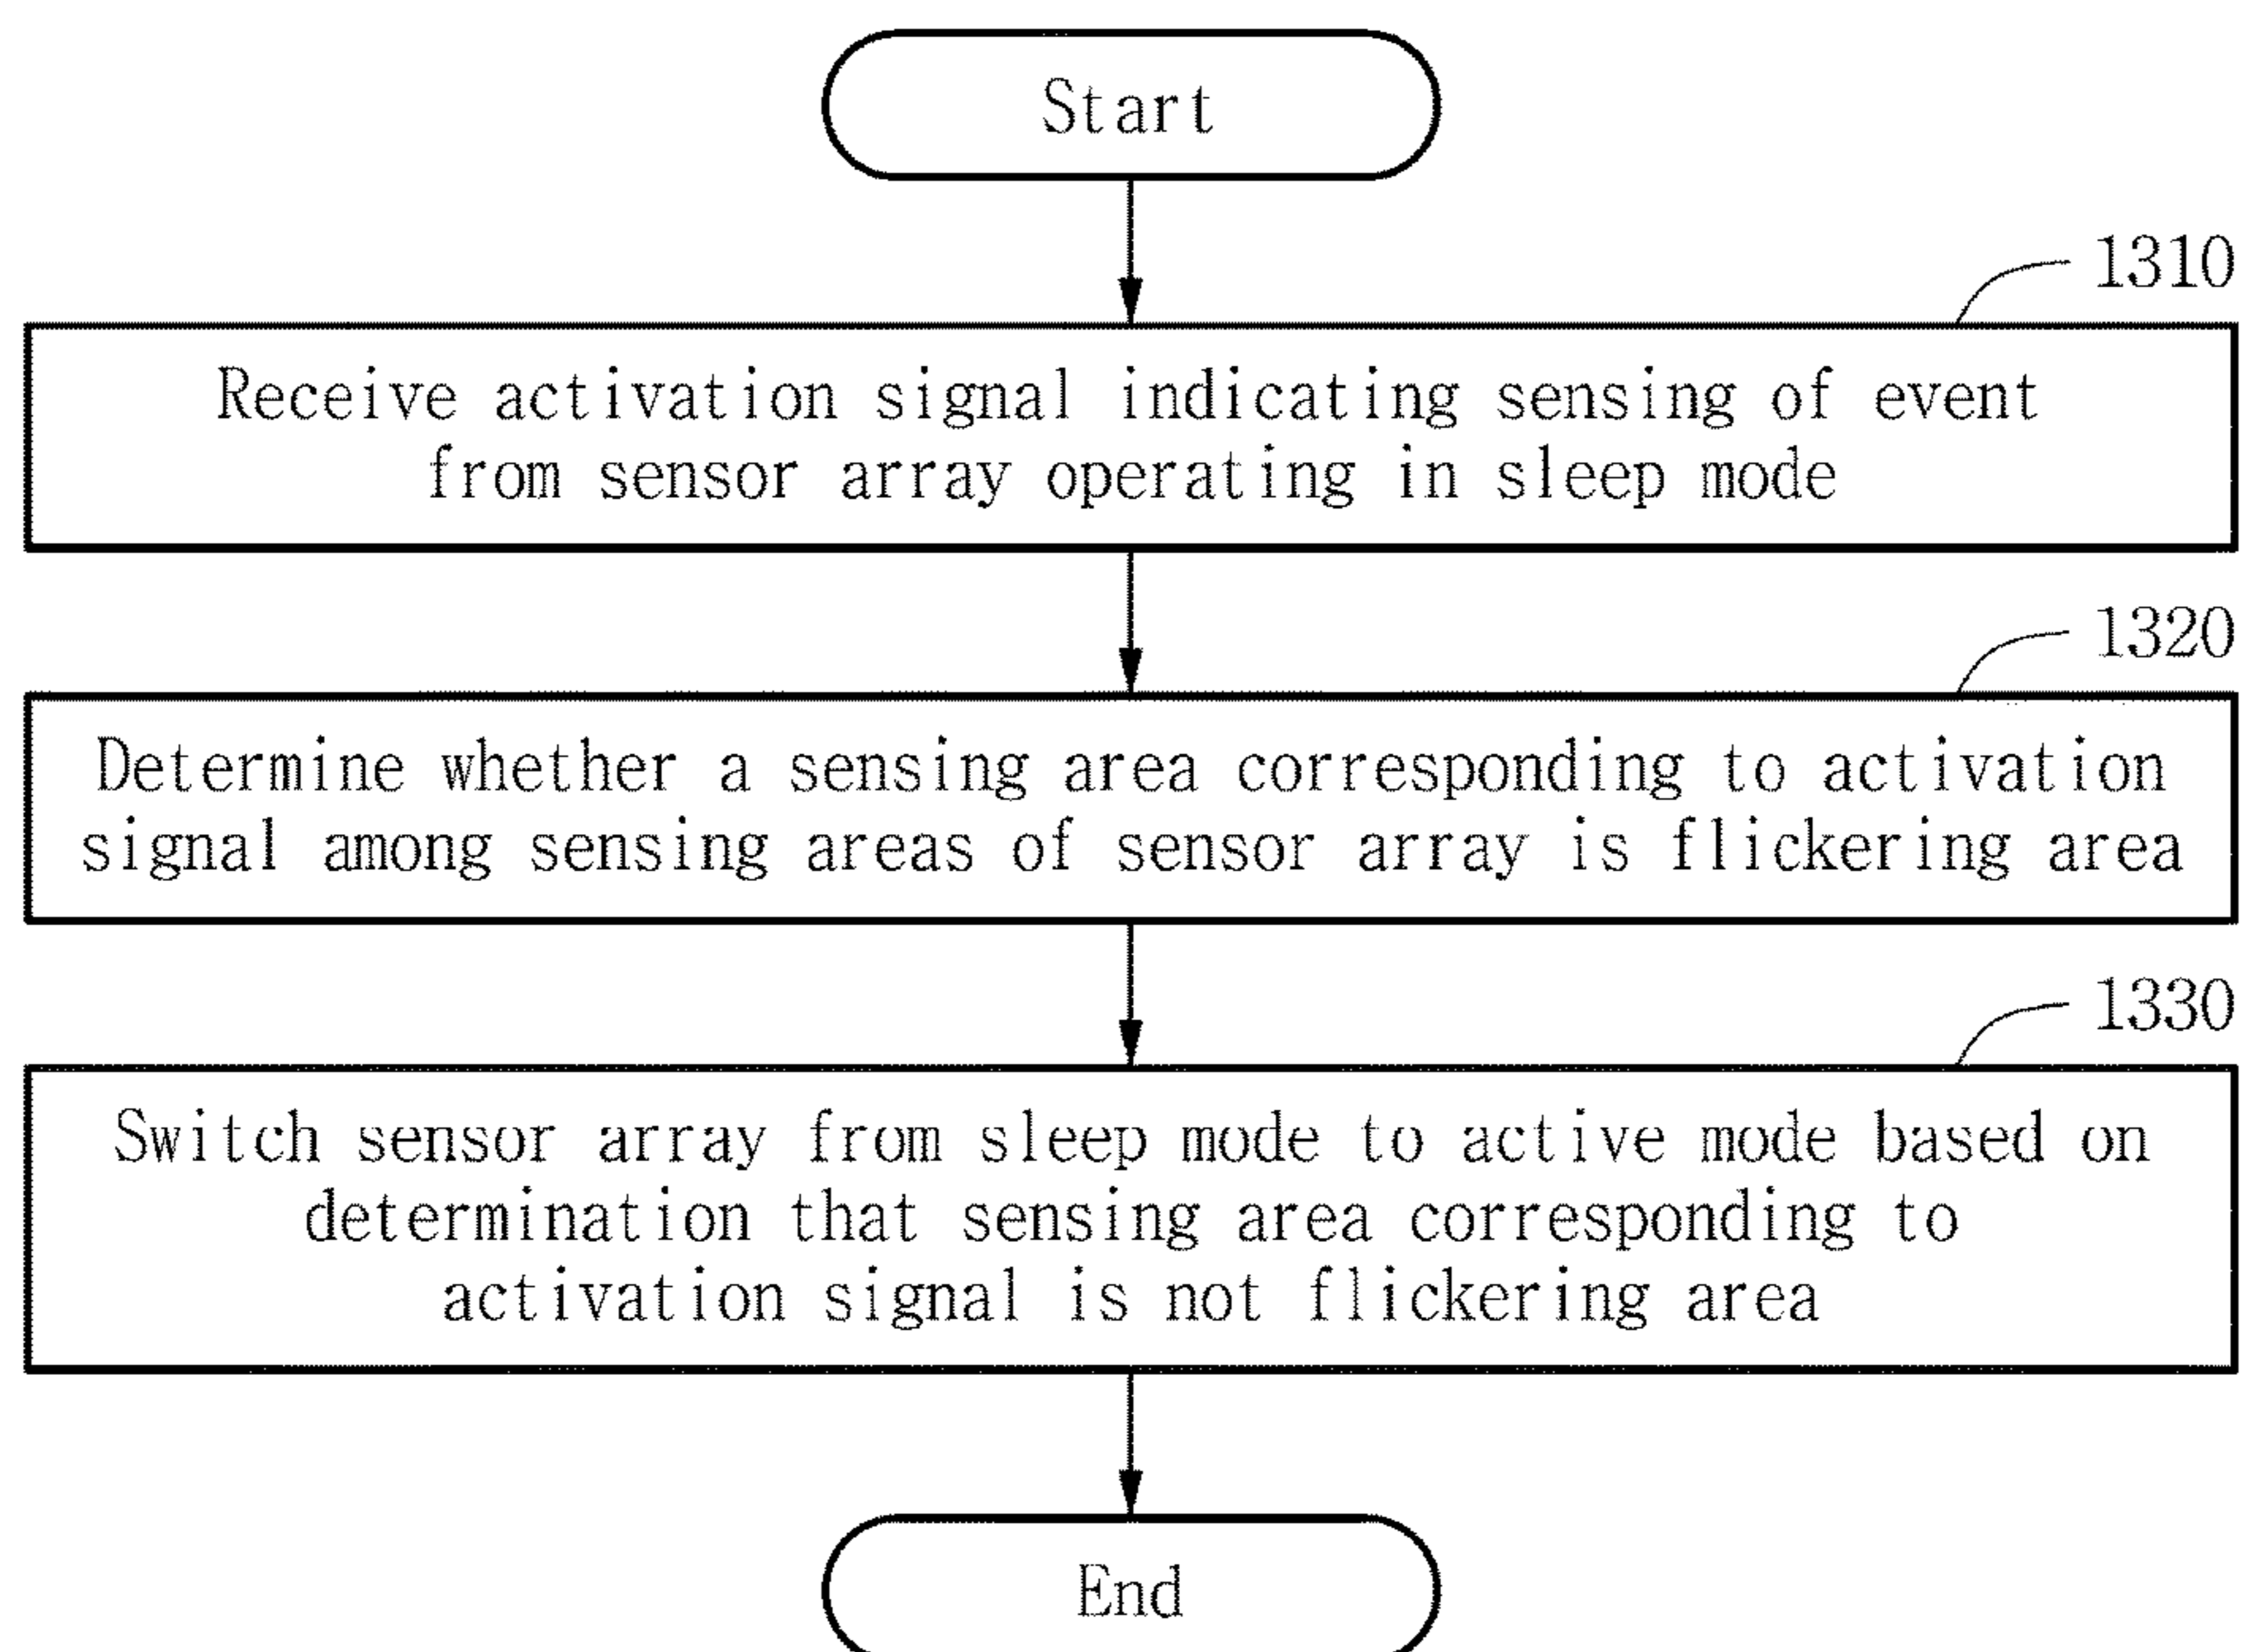 Start
1310
Receive activation signal indicating sensing of event
from sensor array operating in sleep mode
1320
Determine whether a sensing area corresponding to activation
signal among sensing areas of sensor array is flickering area
1330
Switch sensor array from sleep mode to active mode based on
determination that sensing area corresponding to
activation signal is not flickering area
End